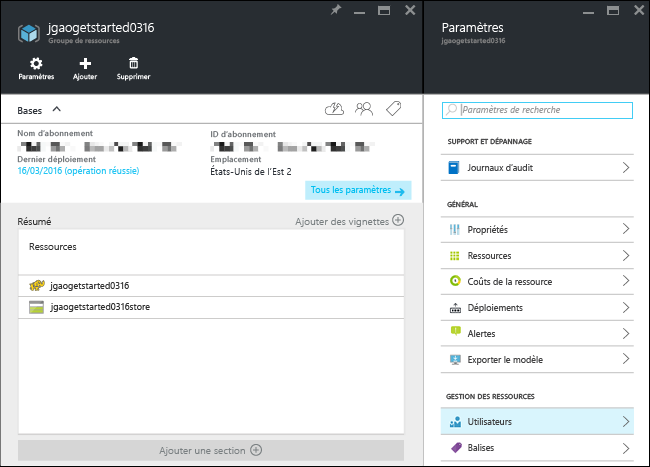 jgaogetstarted0316
Groupe de ressources
Paramètres
Ajouter
Supprimer
Bases
Nom d'abonnement
ID d'abonnement
Dernier déploiement
Emplacement
16/03/2016 (opération réussie)
États-Unis de l'Est 2
Tous les paramètres
Résumé
Ajouter des vignettes
Ressources
jgaogetstarted0316
jgaogetstarted0316store
Ajouter une section
Paramètres
jgaogetstarted0316
Paramètres de recherche
SUPPORT ET DÉPANNAGE
Journaux d'audit
GÉNÉRAL
Propriétés
Ressources
Coûts de la ressource
Déploiements
Alertes
Exporter le modèle
GESTION DES RESSOURCES
Utilisateurs
Balises